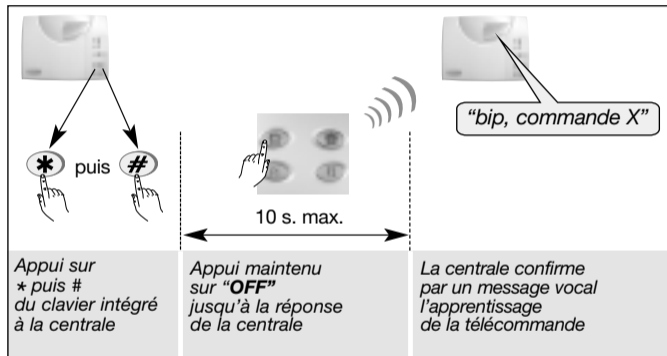 "bip, commande X"
* puis #
10 s. max.
Appui sur
* puis #
du clavier intégré
à la centrale
Appui maintenu
sur "OFF"
jusqu'à la réponse
de la centrale
La centrale confirme
par un message vocal
l'apprentissage
de la télécommande